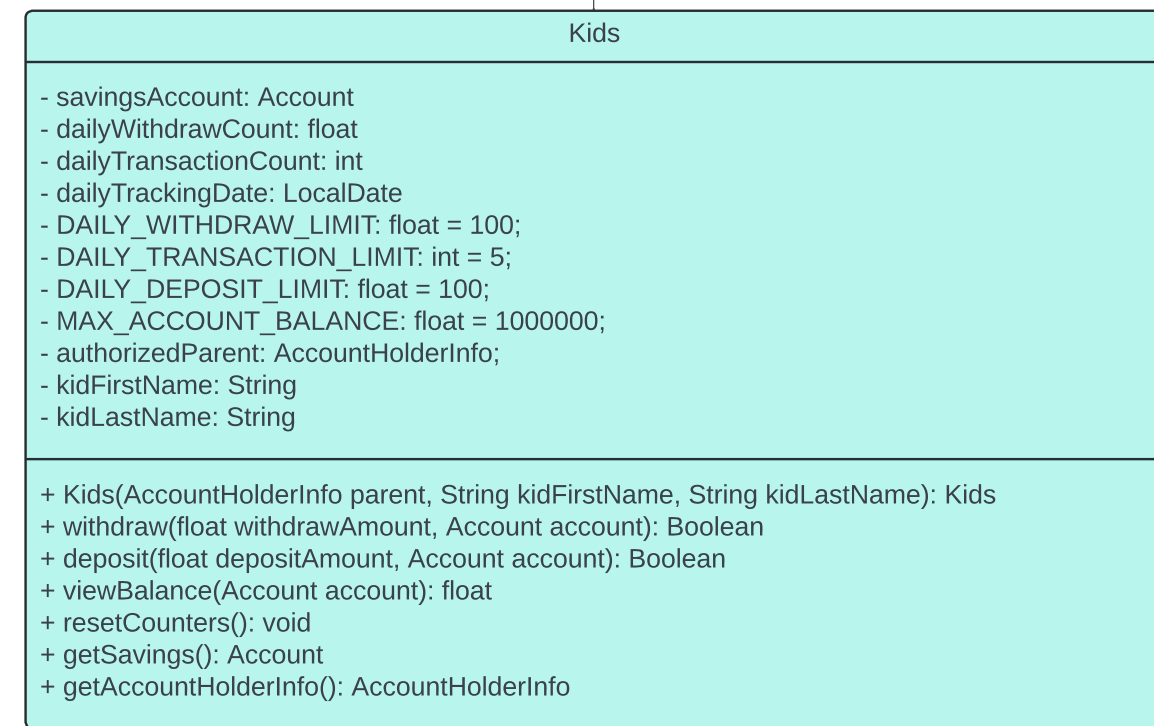 Kids
- savingsAccount: Account
- dailyWithdrawCount: float
- dailyTransactionCount: int
- dailyTrackingDate: LocalDate
- DAILY_WITHDRAW_LIMIT: float = 100;
- DAILY_TRANSACTION_LIMIT: int = 5;
- DAILY_DEPOSIT_LIMIT: float = 100;
- MAX_ACCOUNT_BALANCE: float = 1000000;
- authorizedParent: AccountHolderInfo;
- kidFirstName: String
- kidLastName: String
+ Kids(AccountHolderInfo parent, String kidFirstName, String kidLastName): Kids
+ withdraw(float withdrawAmount, Account account): Boolean
+ deposit(float depositAmount, Account account): Boolean
+ viewBalance(Account account): float
+ resetCounters(): void
+ getSavings(): Account
+ getAccountHolderInfo(): AccountHolderInfo